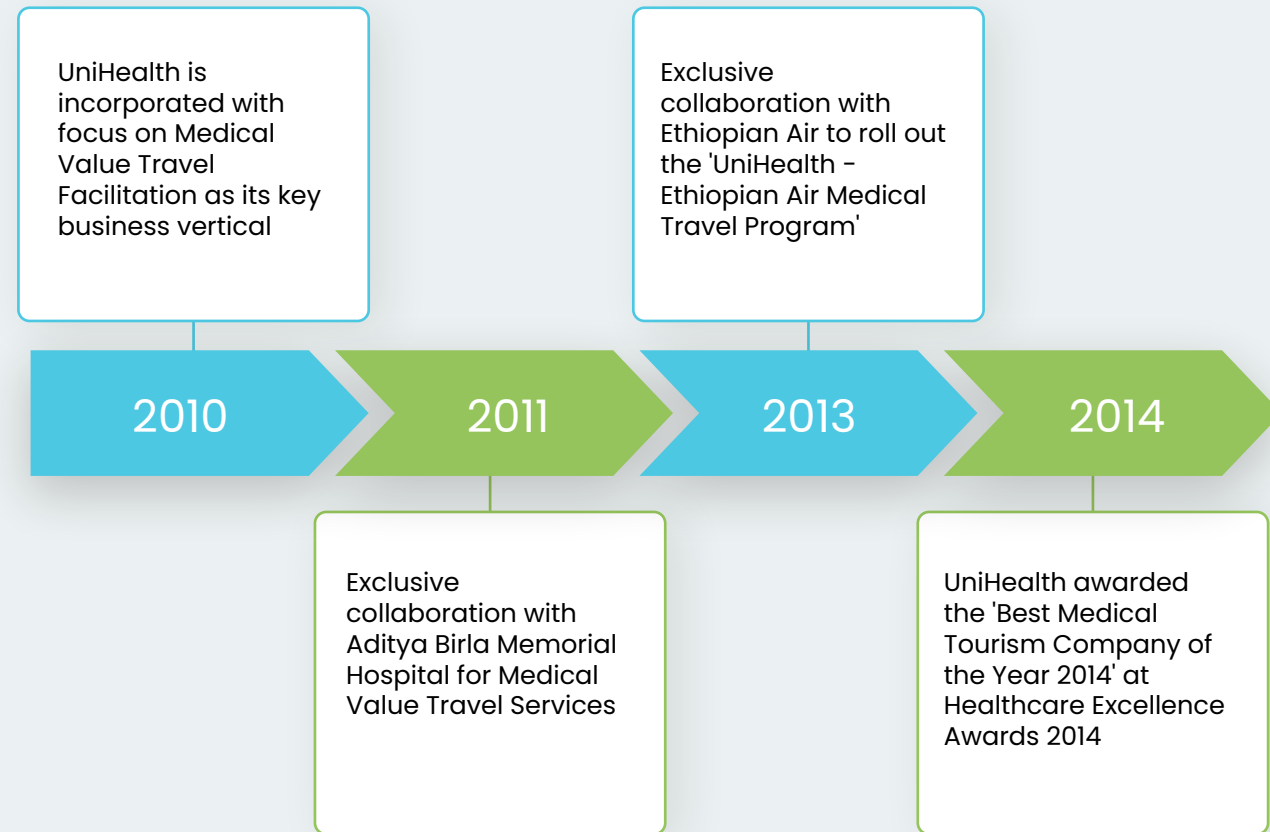 UniHealth is
incorporated with
focus on Medical
Value Travel
Facilitation as its key
business vertical
Exclusive
collaboration with
Ethiopian Air to roll out
the 'UniHealth -
Ethiopian Air Medical
Travel Program'
2010
2011
2013
2014
Exclusive
collaboration with
Aditya Birla Memorial
Hospital for Medical
Value Travel Services
UniHealth awarded
the 'Best Medical
Tourism Company of
the Year 2014' at
Healthcare Excellence
Awards 2014